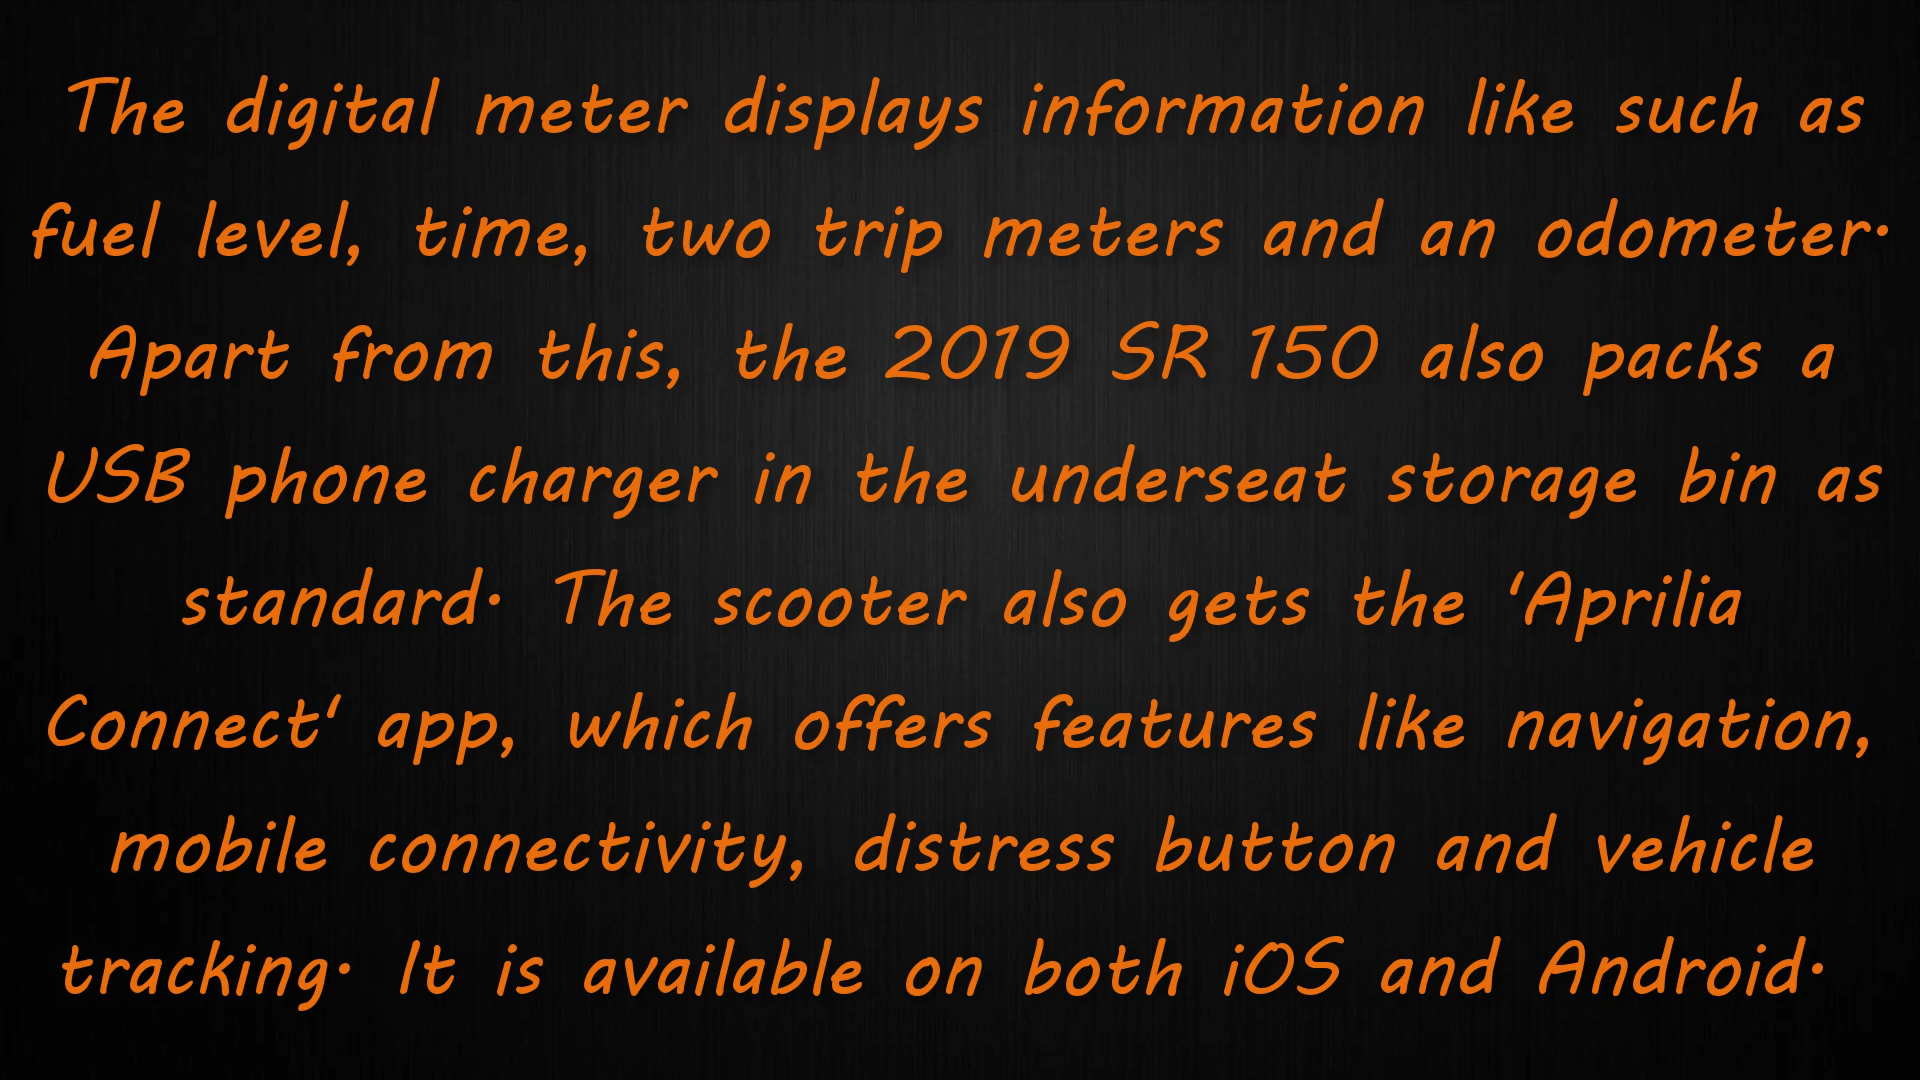 The digital meter displays information like such as
fuel level, time, two trip meters and an odometer.
Apart from this, the 2019 SR 150 also packs a
USB phone charger in the underseat storage bin as
standard. The scooter also gets the ‘Aprilia
Connect’ app, which offers features like navigation,
mobile connectivity, distress button and vehicle
tracking. It is available on both iOS and Android.